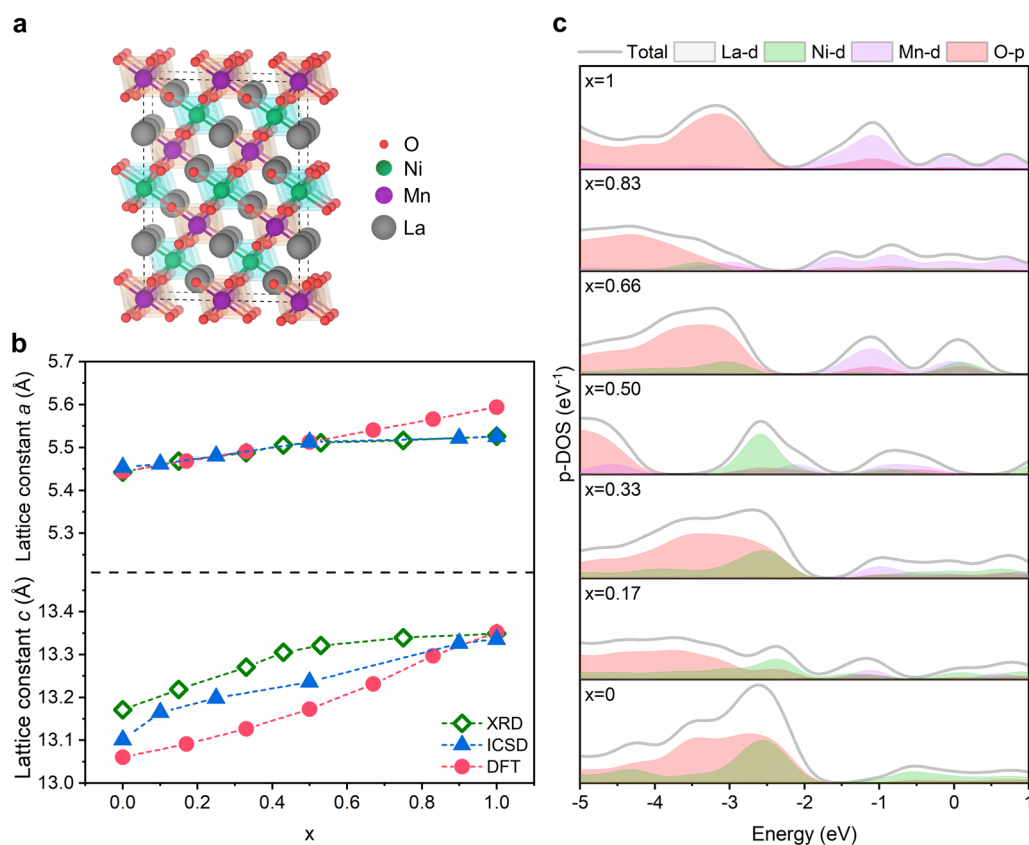 a
O
Ni
Mn
La
b
Lattice constant a (Å)
5.7
5.6
5.5
5.4
5.3
Lattice constant c (Å)
13.4
13.3
13.2
13.1
13.0
XRD
ICSD
DFT
0.0 0.2 0.4 0.6 0.8 1.0
x
c
Total La-d Ni-d Mn-d O-p
p-DOS (eV⁻¹)
x=1
x=0.83
x=0.66
x=0.50
x=0.33
x=0.17
x=0
-5 -4 -3 -2 -1 0 1
Energy (eV)